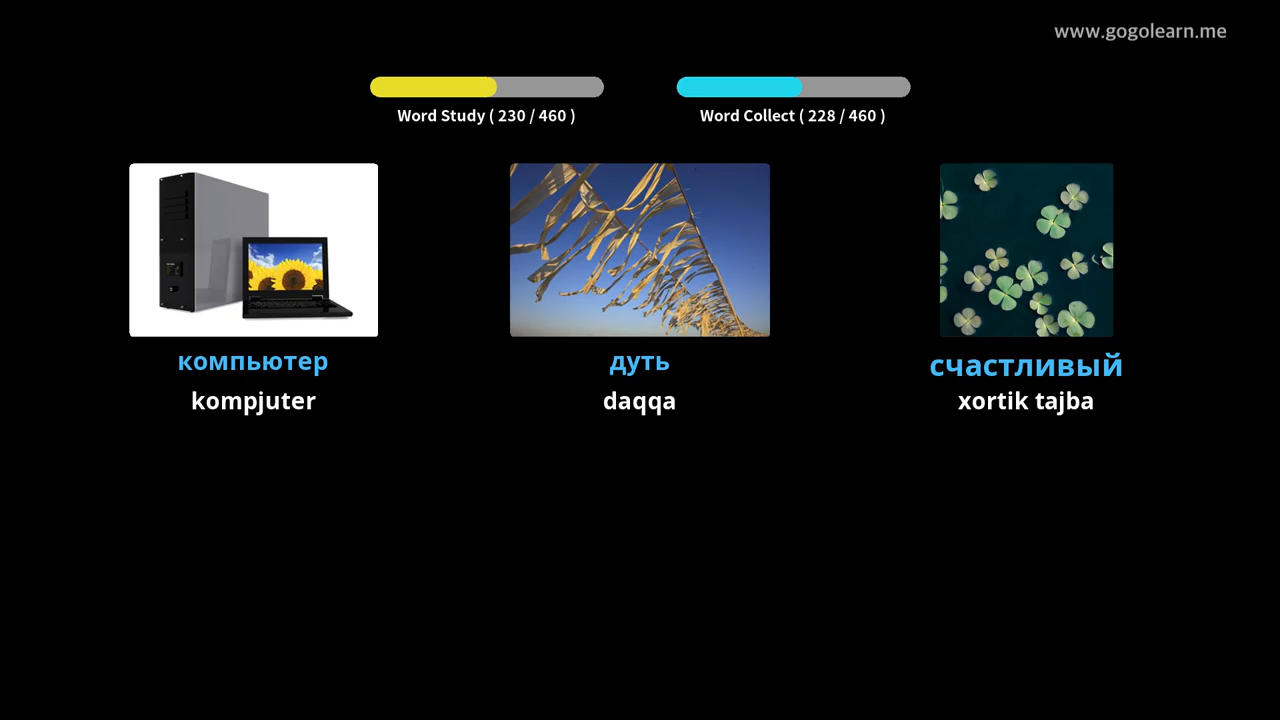 www.gogolearn.me
Word Study ( 230 / 460 )
Word Collect ( 228 / 460 )
компьютер
дуть
счастливый
kompjuter
daqqa
xortik tajba